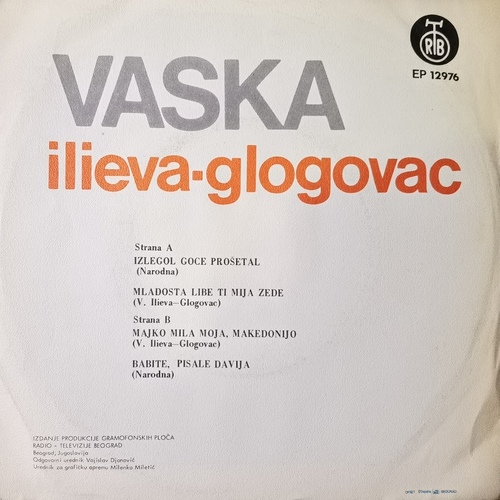 RTB
EP 12976
VASKA
ilieva-glogovac
Strana A
IZLEGOL GOCE PROŠETAL
(Narodna)
MLADOSTA LIBE TI MIJA ZEDE
(V. Ilieva—Glogovac)
Strana B
MAJKO MILA MOJA, MAKEDONIJO
(V. Ilieva—Glogovac)
BABITE, PISALE DAVIJA
(Narodna)
IZDANJE PRODUKCIJE GRAMOFONSKIH PLOČA
RADIO – TELEVIZIJE BEOGRAD
Beograd, Jugoslavija
Odgovorni urednik Vojislav Djonović
Urednik za grafičku opremu Milenko Miletić
BEOGRAD